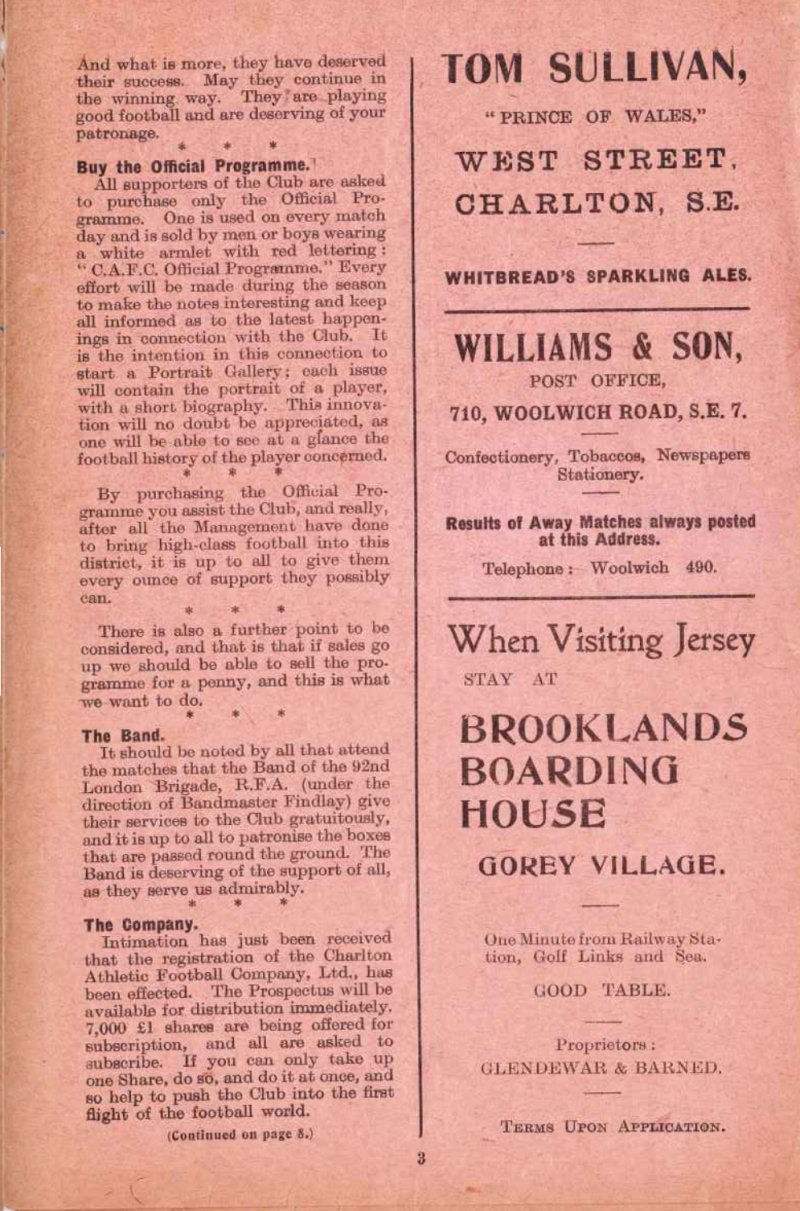 And what is more, they have deserved
their success. May they continue in
the winning way. They are playing
good football and are deserving of your
patronage.
* * *
Buy the Official Programme.
All supporters of the Club are asked
to purchase only the Official Pro-
gramme. One is used on every match
day and is sold by men or boys wearing
a white armlet with red lettering:
" C.A.F.C. Official Programme." Every
effort will be made during the season
to make the notes interesting and keep
all informed as to the latest happen-
ings in connection with the Club. It
is the intention in this connection to
start a Portrait Gallery; each issue
will contain the portrait of a player,
with a short biography. This innova-
tion will no doubt be appreciated, as
one will be able to see at a glance the
football history of the player concerned.
* * *
By purchasing the Official Pro-
gramme you assist the Club, and really,
after all the Management have done
to bring high-class football into this
district, it is up to all to give them
every ounce of support they possibly
can.
* * *
There is also a further point to be
considered, and that is that if sales go
up we should be able to sell the pro-
gramme for a penny, and this is what
we want to do.
* * *
The Band.
It should be noted by all that attend
the matches that the Band of the 92nd
London Brigade, R.F.A. (under the
direction of Bandmaster Findlay) give
their services to the Club gratuitously,
and it is up to all to patronise the boxes
that are passed round the ground. The
Band is deserving of the support of all,
as they serve us admirably.
* * *
The Company.
Intimation has just been received
that the registration of the Charlton
Athletic Football Company, Ltd., has
been effected. The Prospectus will be
available for distribution immediately.
7,000 £1 shares are being offered for
subscription, and all are asked to
subscribe. If you can only take up
one Share, do so, and do it at once, and
so help to push the Club into the first
flight of the football world.
(Continued on page 8.)
TOM SULLIVAN,
"PRINCE OF WALES,"
WEST STREET,
CHARLTON, S.E.
WHITBREAD'S SPARKLING ALES.
WILLIAMS & SON,
POST OFFICE,
710, WOOLWICH ROAD, S.E. 7.
Confectionery, Tobaccos, Newspapers
Stationery.
Results of Away Matches always posted
at this Address.
Telephone: Woolwich 490.
When Visiting Jersey
STAY AT
BROOKLANDS
BOARDING
HOUSE
GOREY VILLAGE.
One Minute from Railway Sta-
tion, Golf Links and Sea.
GOOD TABLE.
Proprietors:
GLENDEWAR & BARNED.
TERMS UPON APPLICATION.
3